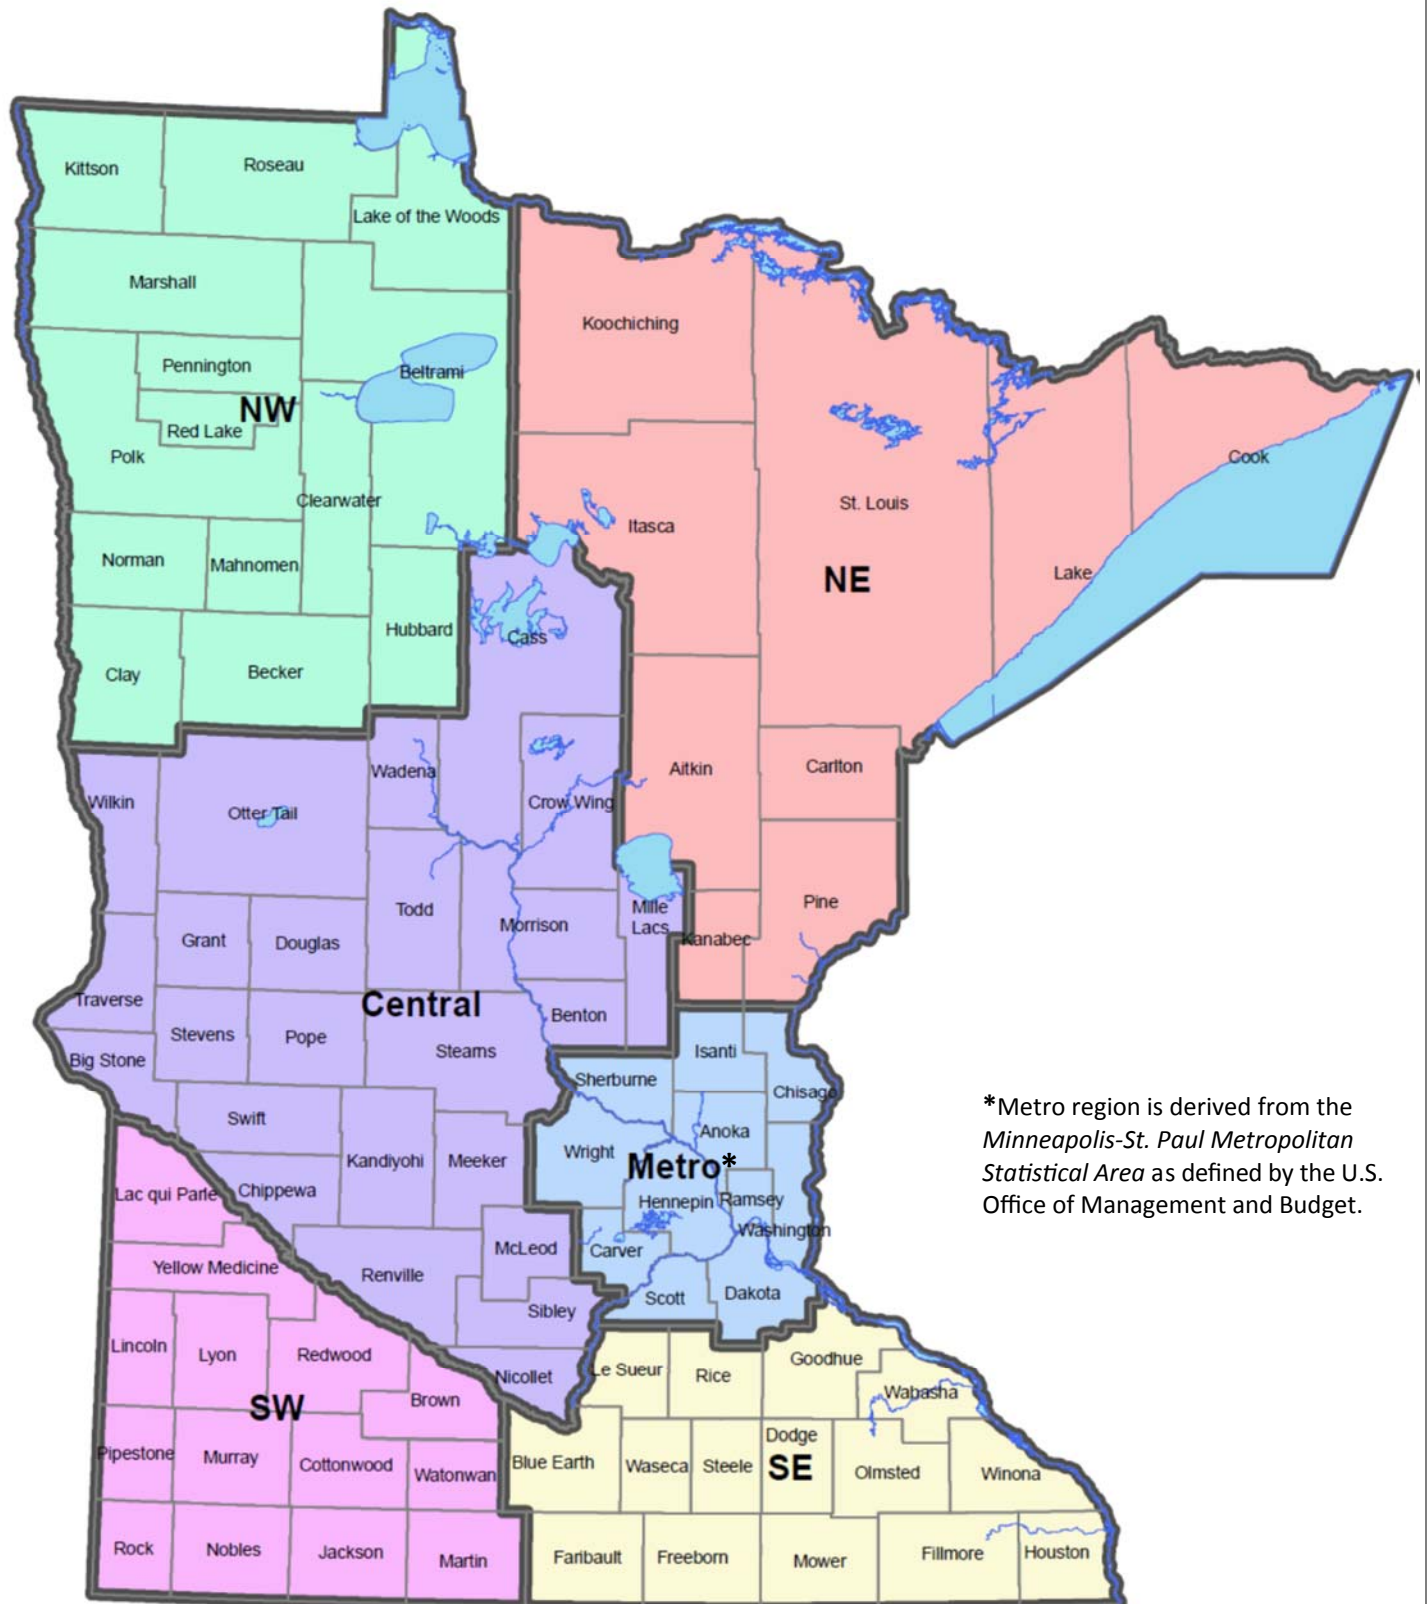 Kittson
Roseau
Lake of the Woods
Marshall
Koochiching
Pennington
Beltrami
NW
Red Lake
Polk
Cook
Clearwater
St. Louis
Itasca
Norman
Mahnomen
Lake
NE
Hubbard
Cass
Clay
Becker
Wadena
Aitkin
Carlton
Wilkin
Otter Tail
Crow Wing
Todd
Mille
Lacs
Pine
Morrison
Grant
Douglas
Kanabec
Traverse
Central
Stevens
Pope
Benton
Stearns
Isanti
Big Stone
Sherburne
Chisago
Swift
Anoka
Wright
Kandiyohi
Meeker
Metro*
Lac qui Parle
Chippewa
Hennepin
Ramsey
Washington
McLeod
Carver
Yellow Medicine
Renville
Scott
Dakota
Sibley
Lincoln
Lyon
Redwood
Goodhue
Le Sueur
Rice
Nicollet
Wabasha
Brown
SW
Dodge
Pipestone
Murray
Cottonwood
Watonwan
Blue Earth
Waseca
Steele
SE
Olmsted
Winona
Rock
Nobles
Jackson
Martin
Faribault
Freeborn
Mower
Fillmore
Houston
*Metro region is derived from the
Minneapolis-St. Paul Metropolitan
Statistical Area as defined by the U.S.
Office of Management and Budget.